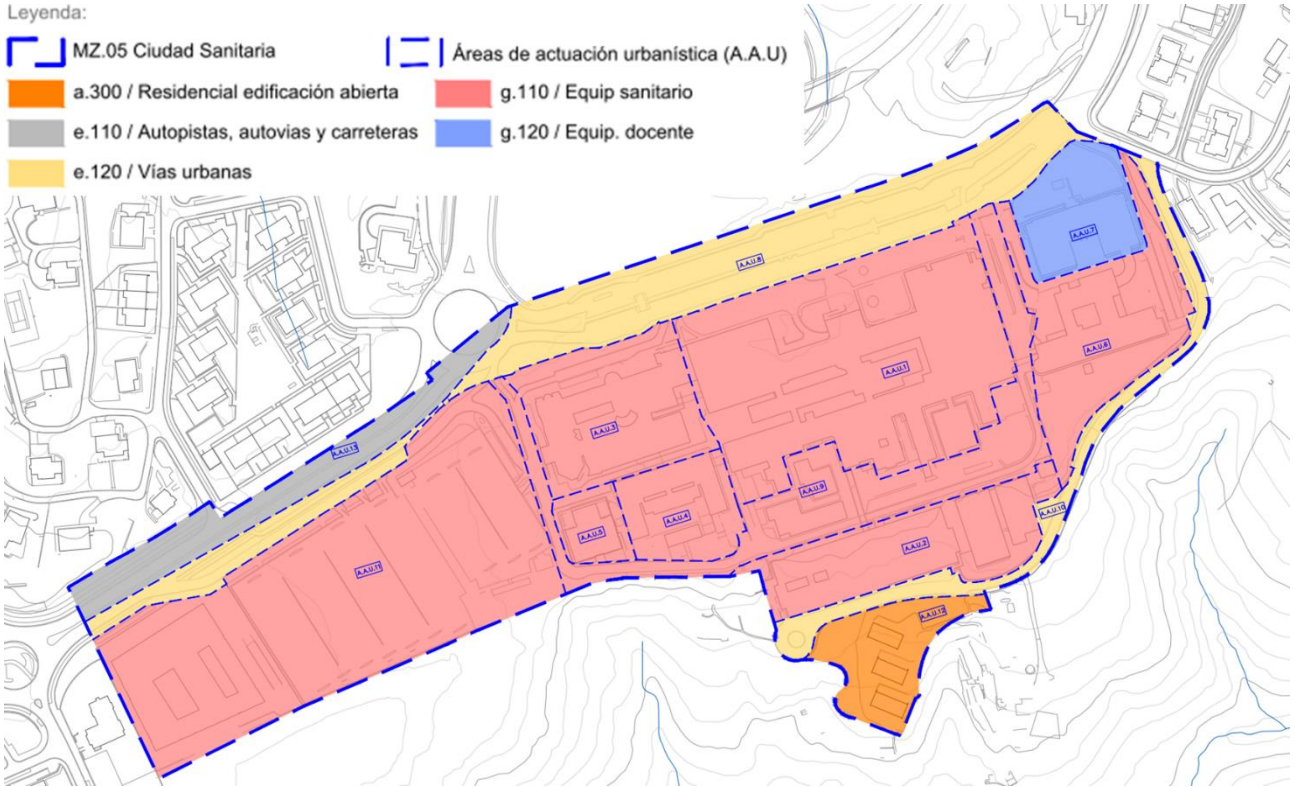 Leyenda:
MZ.05 Ciudad Sanitaria
Áreas de actuación urbanística (A.A.U)
a.300 / Residencial edificación abierta
g.110 / Equip sanitario
e.110 / Autopistas, autovias y carreteras
g.120 / Equip. docente
e.120 / Vías urbanas
A.A.U.7
A.A.U.8
A.A.U.6
A.A.U.1
A.A.U.3
A.A.U.13
A.A.U.9
A.A.U.10
A.A.U.4
A.A.U.5
A.A.U.2
A.A.U.11
A.A.U.12